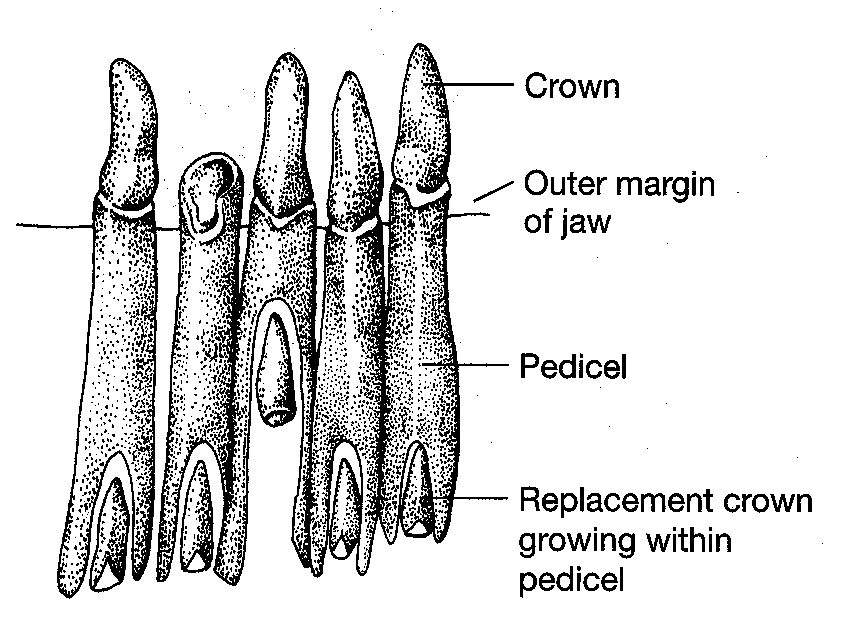 Crown
Outer margin
of jaw
Pedicel
Replacement crown
growing within
pedicel